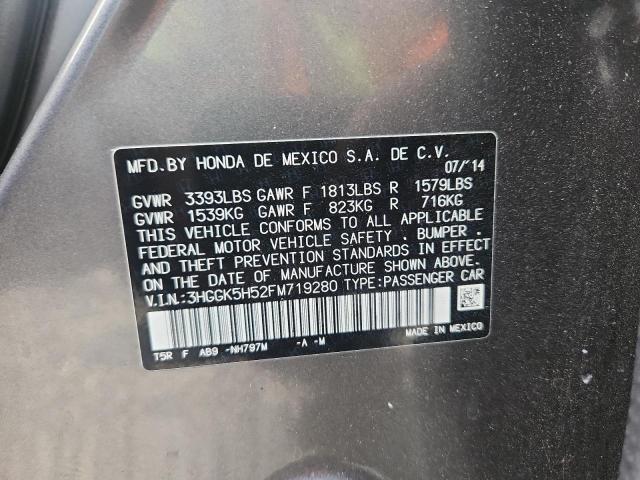 MFD. BY HONDA DE MEXICO S.A. DE C.V.
07/'14
GVWR 3393LBS GAWR F 1813LBS R 1579LBS
GVWR 1539KG GAWR F 823KG R 716KG
THIS VEHICLE CONFORMS TO ALL APPLICABLE
FEDERAL MOTOR VEHICLE SAFETY, BUMPER,
AND THEFT PREVENTION STANDARDS IN EFFECT
ON THE DATE OF MANUFACTURE SHOWN ABOVE.
V.I.N.:3HGGK5H52FM719280 TYPE:PASSENGER CAR
MADE IN MEXICO
T5R F AB9 -NH797M -A -M